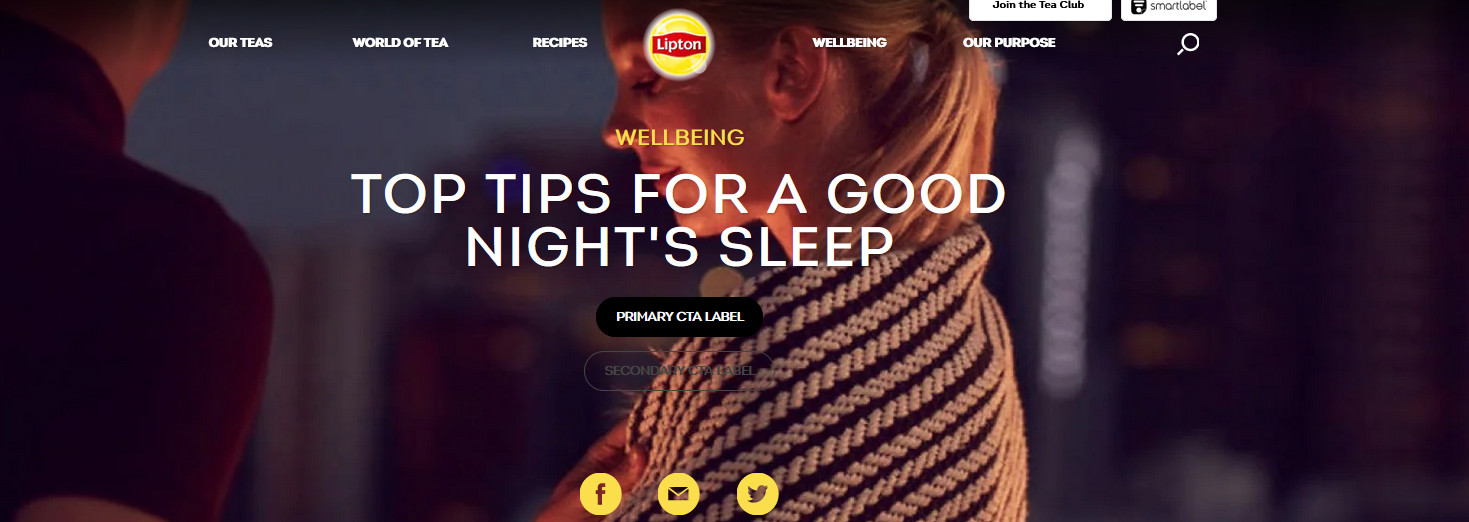 Join the Tea Club
smartlabel
OUR TEAS
WORLD OF TEA
RECIPES
Lipton
WELLBEING
OUR PURPOSE
WELLBEING
TOP TIPS FOR A GOOD
NIGHT'S SLEEP
PRIMARY CTA LABEL
SECONDARY CTA LABEL